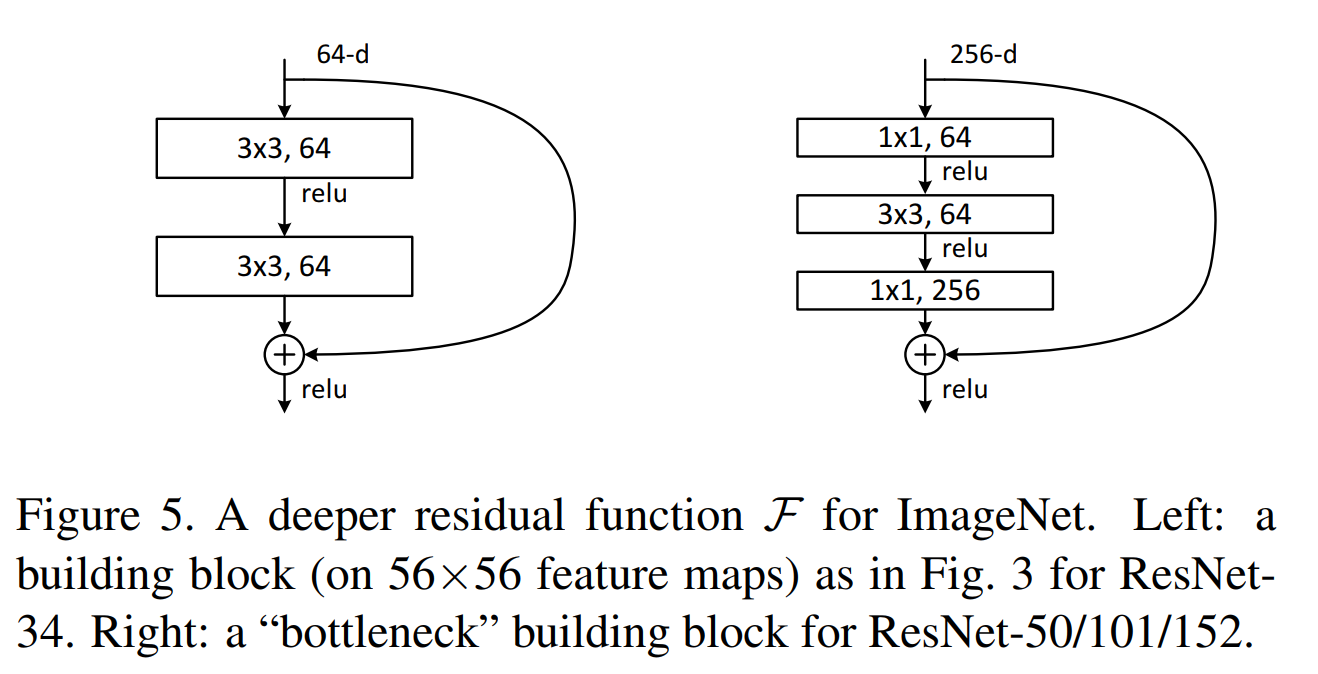 64-d
3x3, 64
relu
3x3, 64
relu
256-d
1x1, 64
relu
3x3, 64
relu
1x1, 256
relu
Figure 5. A deeper residual function ℱ for ImageNet. Left: a
building block (on 56×56 feature maps) as in Fig. 3 for ResNet-
34. Right: a “bottleneck” building block for ResNet-50/101/152.